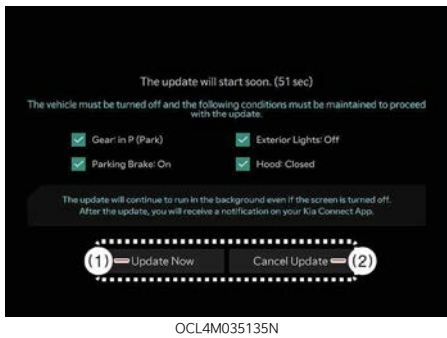 The update will start soon. (51 sec)
The vehicle must be turned off and the following conditions must be maintained to proceed
with the update.
Gear: in P (Park) Exterior Lights: Off
Parking Brake: On Hood: Closed
The update will continue to run in the background even if the screen is turned off.
After the update, you will receive a notification on your Kia Connect App.
(1) Update Now Cancel Update (2)
OCL4M035135N